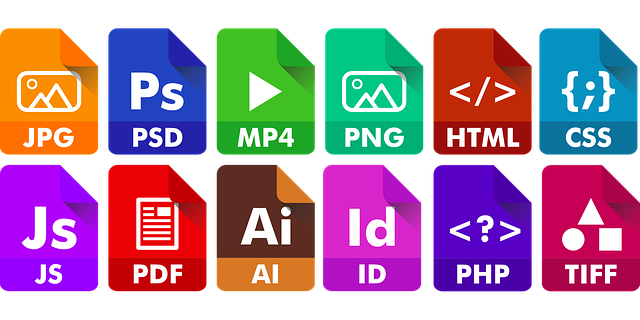 JPG
Ps
PSD
MP4
PNG
</>
HTML
{;}
CSS
Js
JS
PDF
Ai
AI
Id
ID
<?>
PHP
TIFF